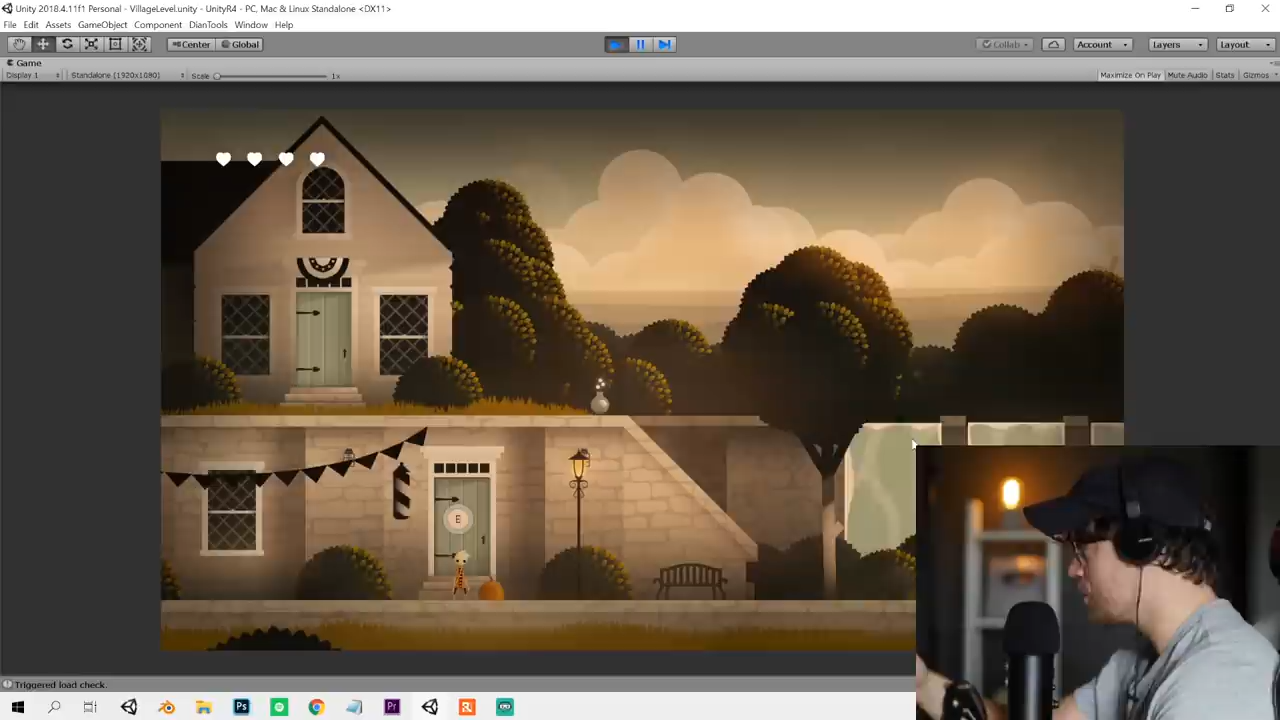 Unity 2018.4.11f1 Personal - VillageLevel.unity - UnityR4 - PC, Mac & Linux Standalone <DX11>
File Edit Assets GameObject Component DianTools Window Help
Center Global Collab Account Layers Layout
Game
Display 1 Standalone (1920x1080) Scale 1x Maximize On Play Mute Audio Stats Gizmos
E
Triggered load check.
Ps Pr